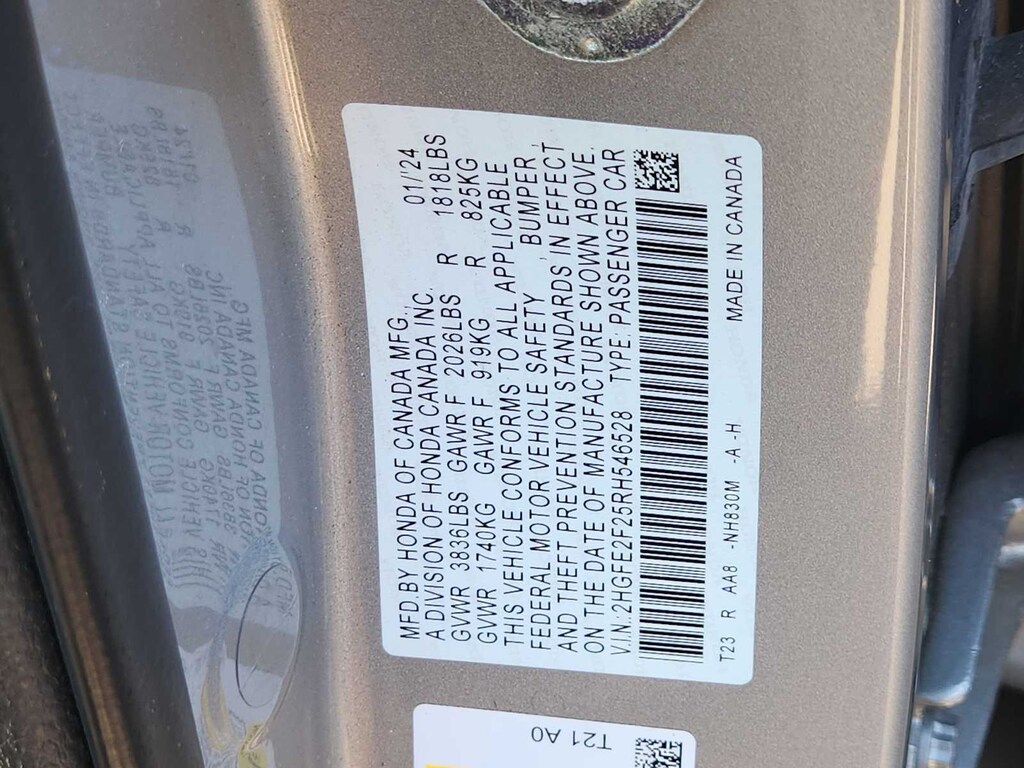 MFD.BY HONDA OF CANADA MFG., 01/'24
A DIVISION OF HONDA CANADA INC.
GVWR 3836LBS GAWR F 2026LBS R 1818LBS
GVWR 1740KG GAWR F 919KG R 825KG
THIS VEHICLE CONFORMS TO ALL APPLICABLE
FEDERAL MOTOR VEHICLE SAFETY , BUMPER ,
AND THEFT PREVENTION STANDARDS IN EFFECT
ON THE DATE OF MANUFACTURE SHOWN ABOVE.
V.I.N:2HGFE2F25RH546528 TYPE: PASSENGER CAR
T23 R AA8 -NH830M -A -H MADE IN CANADA
T21 A0